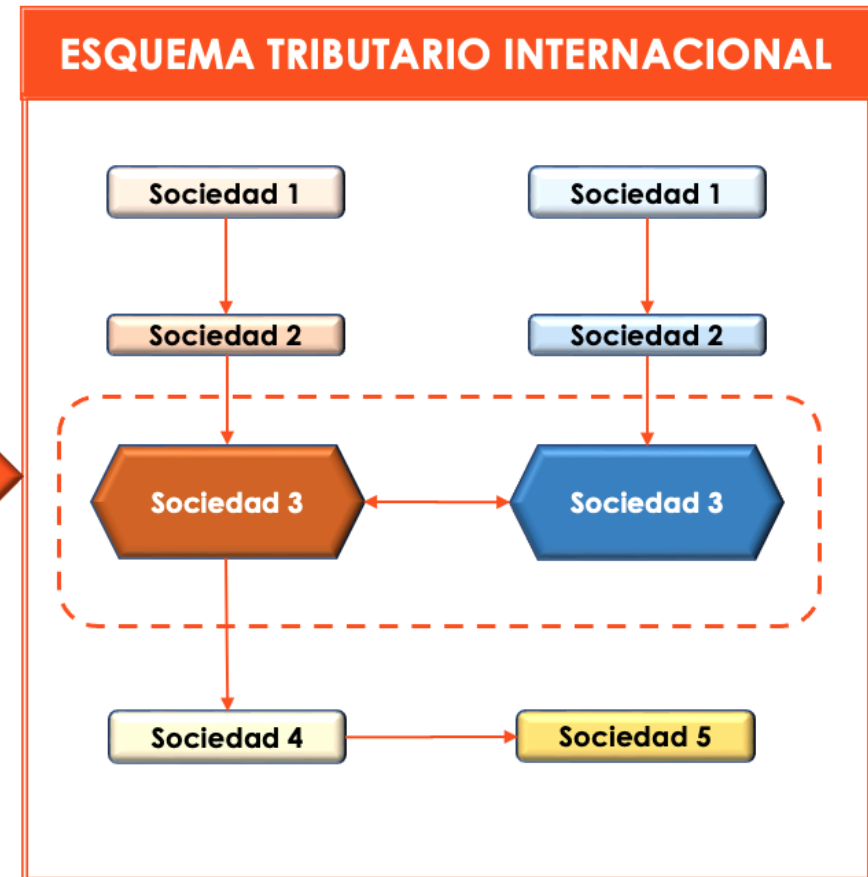 ESQUEMA TRIBUTARIO INTERNACIONAL
Sociedad 1
Sociedad 1
Sociedad 2
Sociedad 2
Sociedad 3
Sociedad 3
Sociedad 4
Sociedad 5